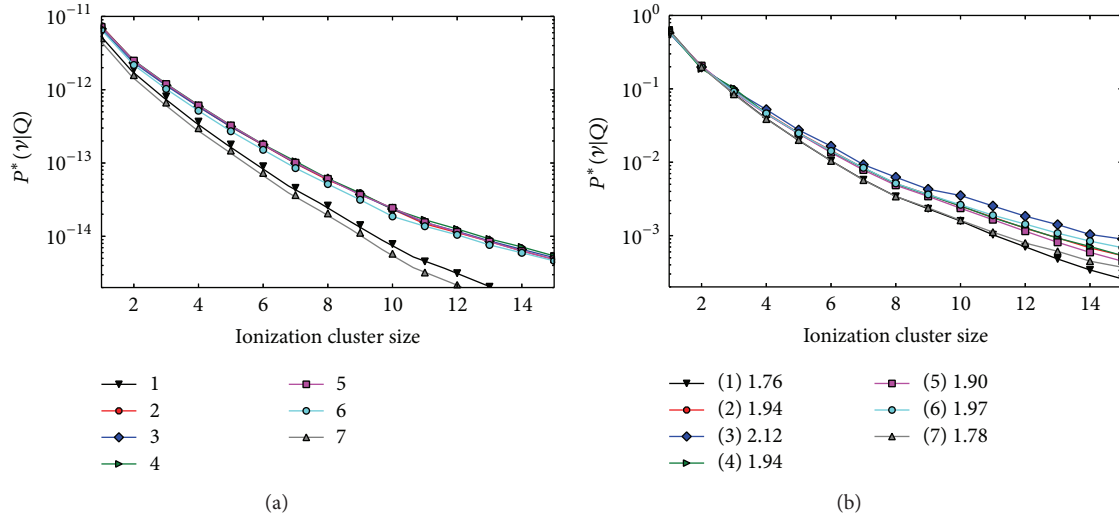 10⁻¹¹
10⁻¹²
10⁻¹³
10⁻¹⁴
P*(ν|Q)
2 4 6 8 10 12 14
Ionization cluster size
1
2
3
4
5
6
7
(a)
10⁰
10⁻¹
10⁻²
10⁻³
P*(ν|Q)
2 4 6 8 10 12 14
Ionization cluster size
(1) 1.76
(2) 1.94
(3) 2.12
(4) 1.94
(5) 1.90
(6) 1.97
(7) 1.78
(b)